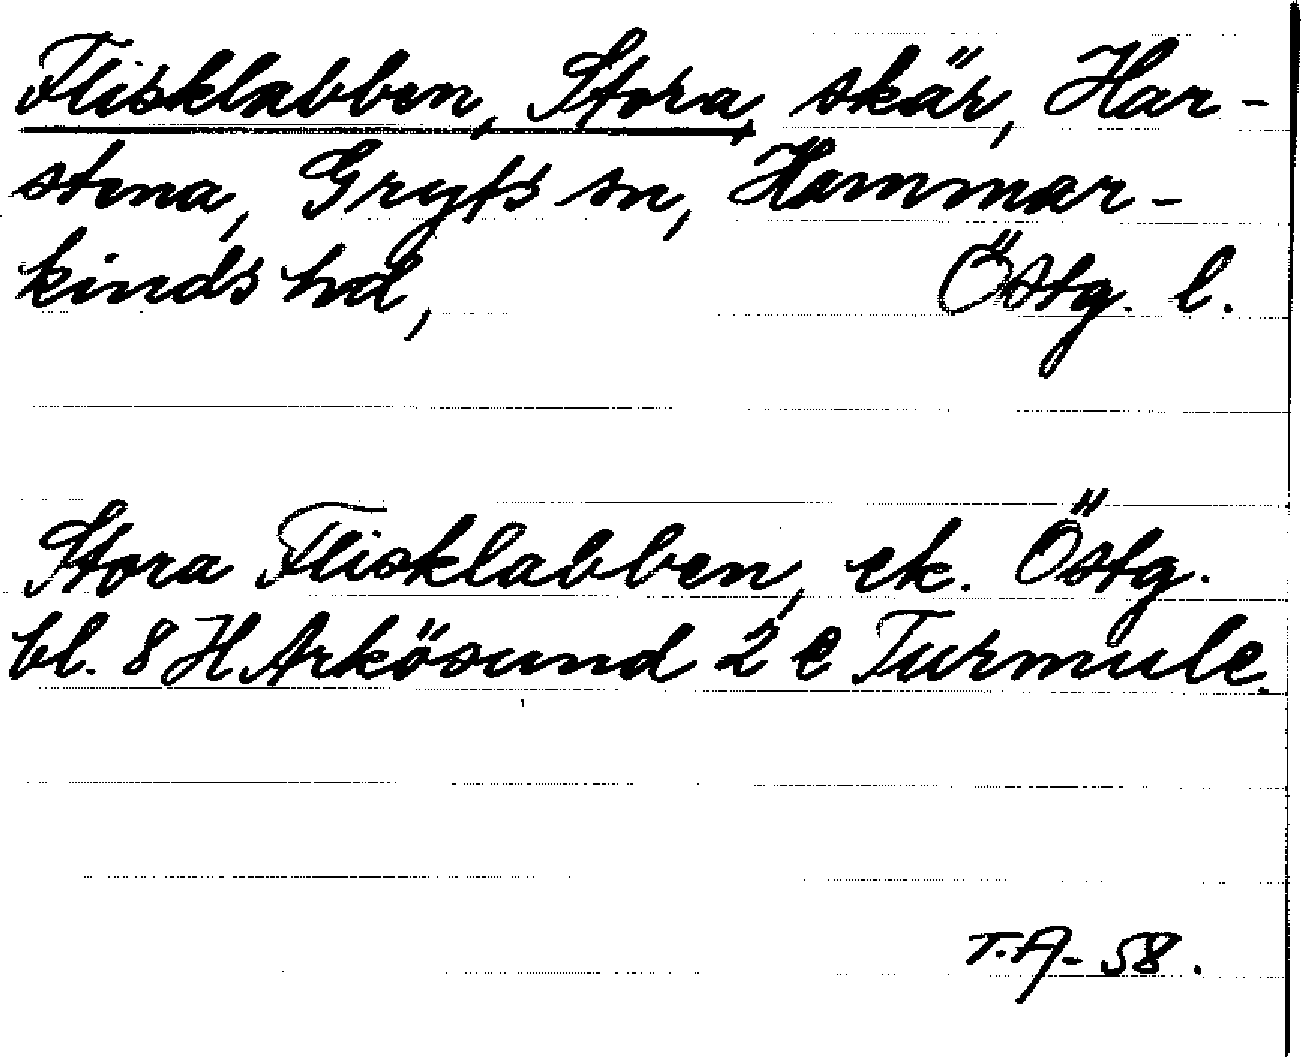 Flisklabben, Stora, skär, Har-
stena, Gryts sn, Hammar-
kinds hd, Östg. l.
Stora Flisklabben, ek. Östg.
bl. 8 H Arkösund 2 e Turmule.
T.A-58.